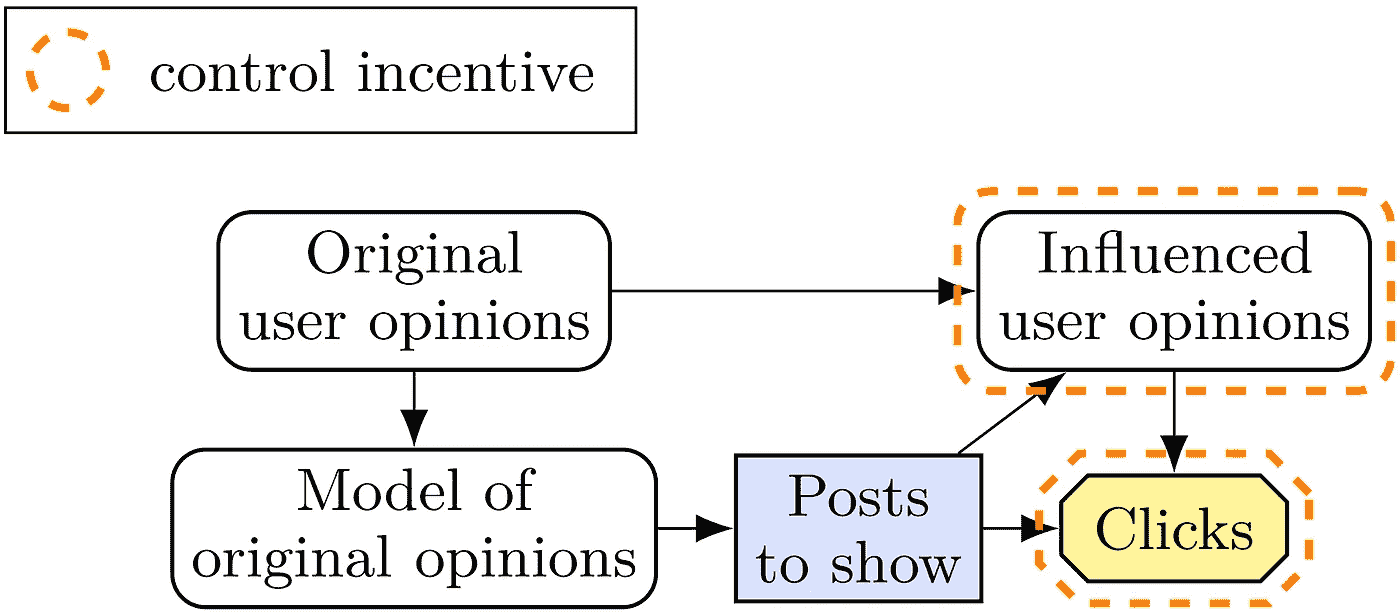 control incentive
Original
user opinions
Influenced
user opinions
Model of
original opinions
Posts
to show
Clicks